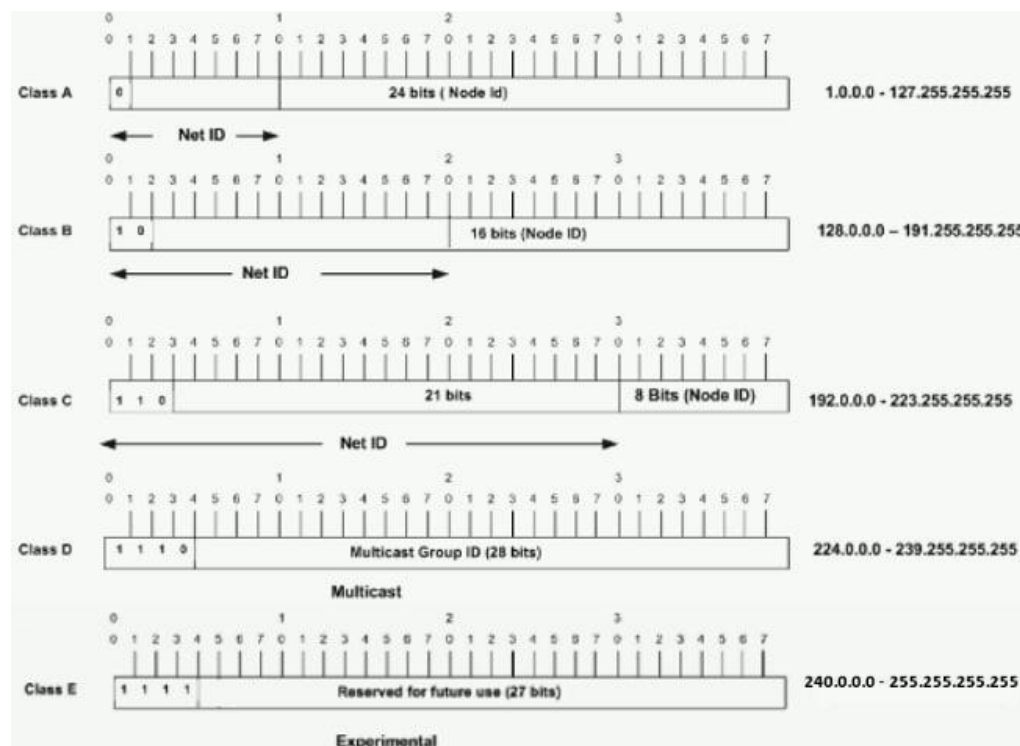 0 1 2 3
0 1 2 3 4 5 6 7 0 1 2 3 4 5 6 7 0 1 2 3 4 5 6 7 0 1 2 3 4 5 6 7
Class A 0 24 bits ( Node Id) 1.0.0.0 - 127.255.255.255
Net ID
0 1 2 3
0 1 2 3 4 5 6 7 0 1 2 3 4 5 6 7 0 1 2 3 4 5 6 7 0 1 2 3 4 5 6 7
Class B 1 0 16 bits (Node ID) 128.0.0.0 – 191.255.255.255
Net ID
0 1 2 3
0 1 2 3 4 5 6 7 0 1 2 3 4 5 6 7 0 1 2 3 4 5 6 7 0 1 2 3 4 5 6 7
Class C 1 1 0 21 bits 8 Bits (Node ID) 192.0.0.0 - 223.255.255.255
Net ID
0 1 2 3
0 1 2 3 4 5 6 7 0 1 2 3 4 5 6 7 0 1 2 3 4 5 6 7 0 1 2 3 4 5 6 7
Class D 1 1 1 0 Multicast Group ID (28 bits) 224.0.0.0 - 239.255.255.255
Multicast
0 1 2 3
0 1 2 3 4 5 6 7 0 1 2 3 4 5 6 7 0 1 2 3 4 5 6 7 0 1 2 3 4 5 6 7
Class E 1 1 1 1 Reserved for future use (27 bits) 240.0.0.0 - 255.255.255.255
Experimental